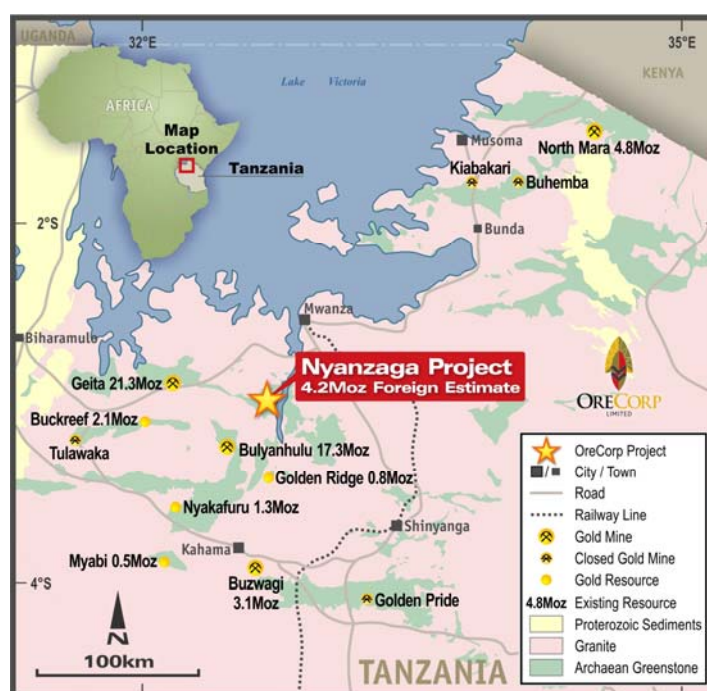 UGANDA
32°E
35°E
KENYA
Lake Victoria
AFRICA
Map
Location
Tanzania
Musoma
North Mara 4.8Moz
Kiabakari
Buhemba
2°S
Bunda
Mwanza
Biharamulo
Nyanzaga Project
4.2Moz Foreign Estimate
Geita 21.3Moz
ORECORP
LIMITED
Buckreef 2.1Moz
Tulawaka
Bulyanhulu 17.3Moz
Golden Ridge 0.8Moz
Nyakafuru 1.3Moz
Shinyanga
Kahama
Myabi 0.5Moz
4°S
Buzwagi
3.1Moz
Golden Pride
N
100km
TANZANIA
OreCorp Project
City / Town
Road
Railway Line
Gold Mine
Closed Gold Mine
Gold Resource
4.8Moz Existing Resource
Proterozoic Sediments
Granite
Archaean Greenstone